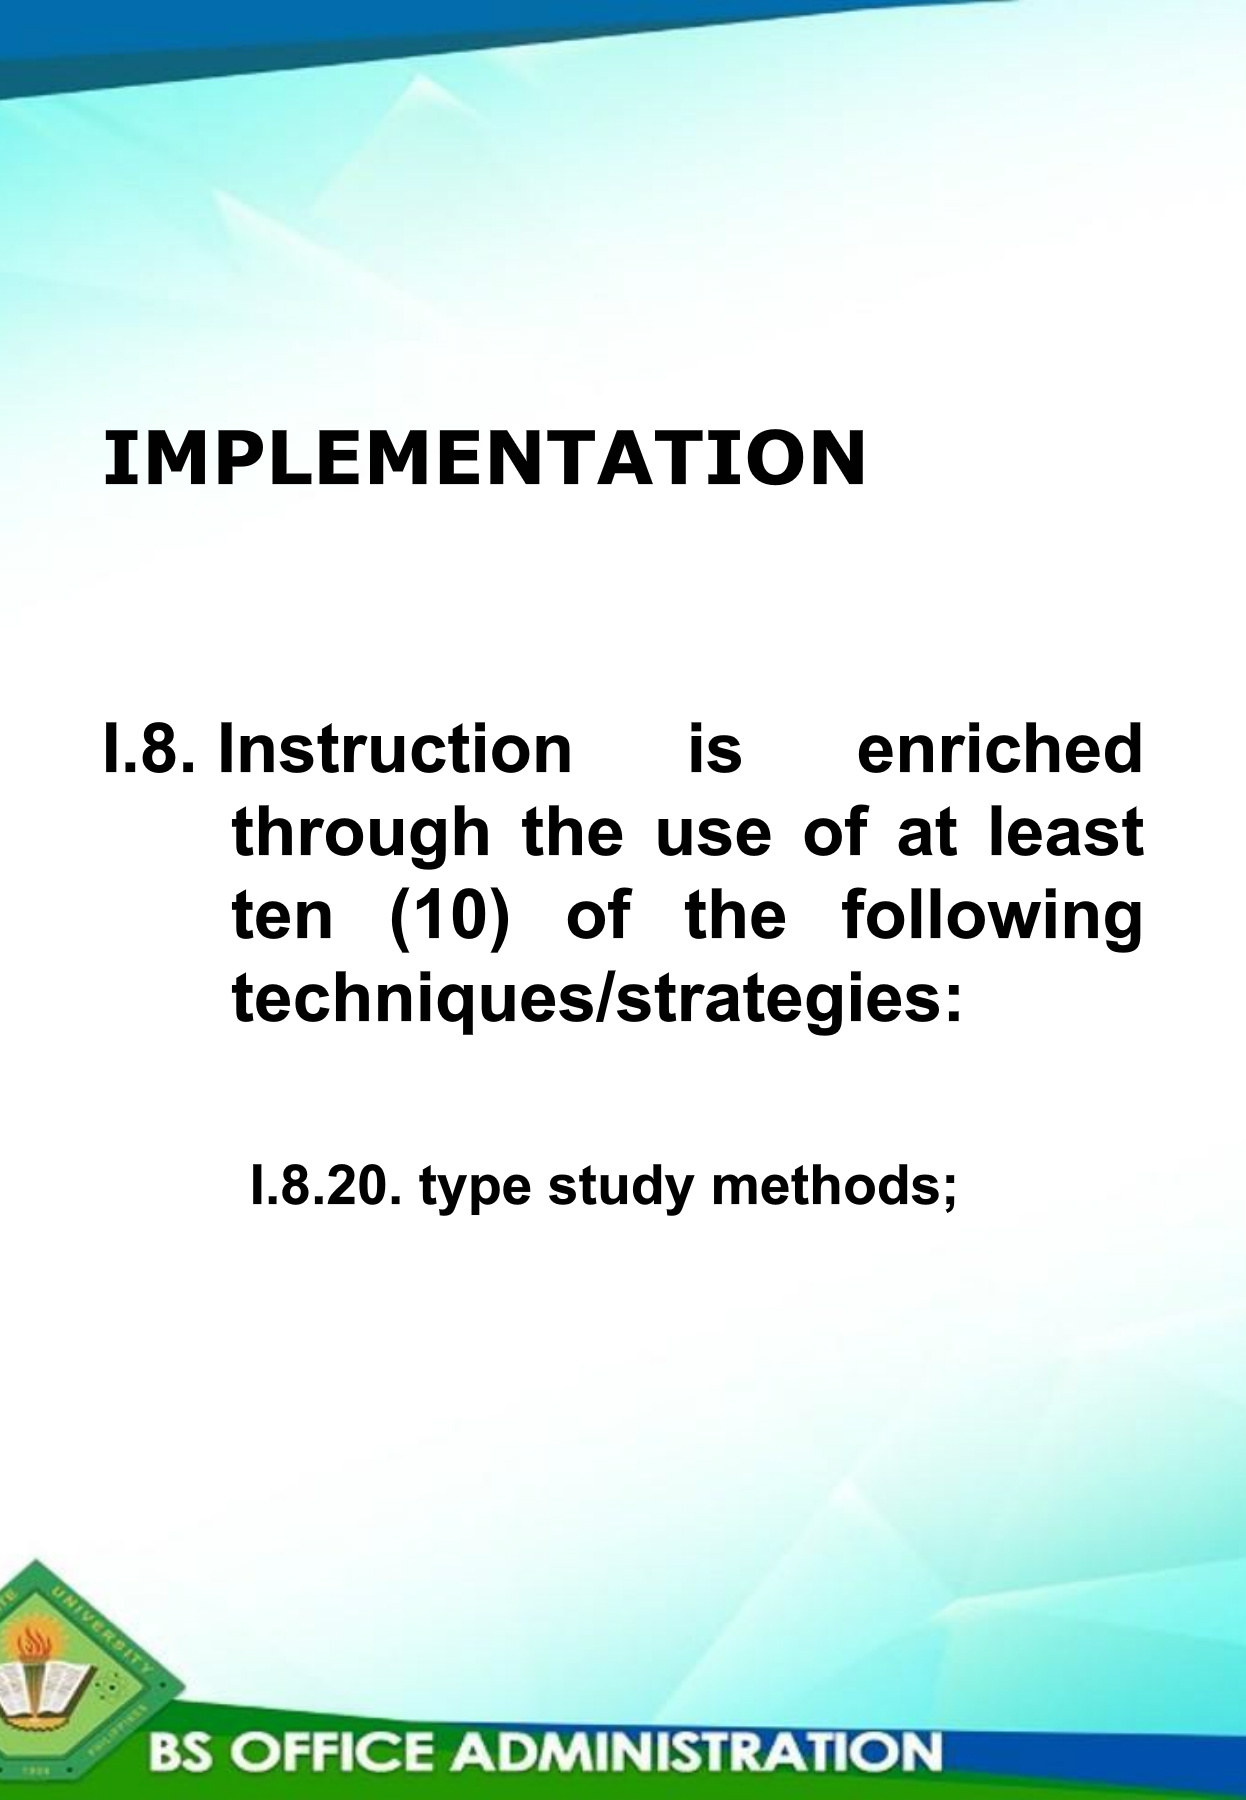 IMPLEMENTATION
I.8. Instruction is enriched
through the use of at least
ten (10) of the following
techniques/strategies:
I.8.20. type study methods;
UNIVERSITY
PHILIPPINES
BS OFFICE ADMINISTRATION